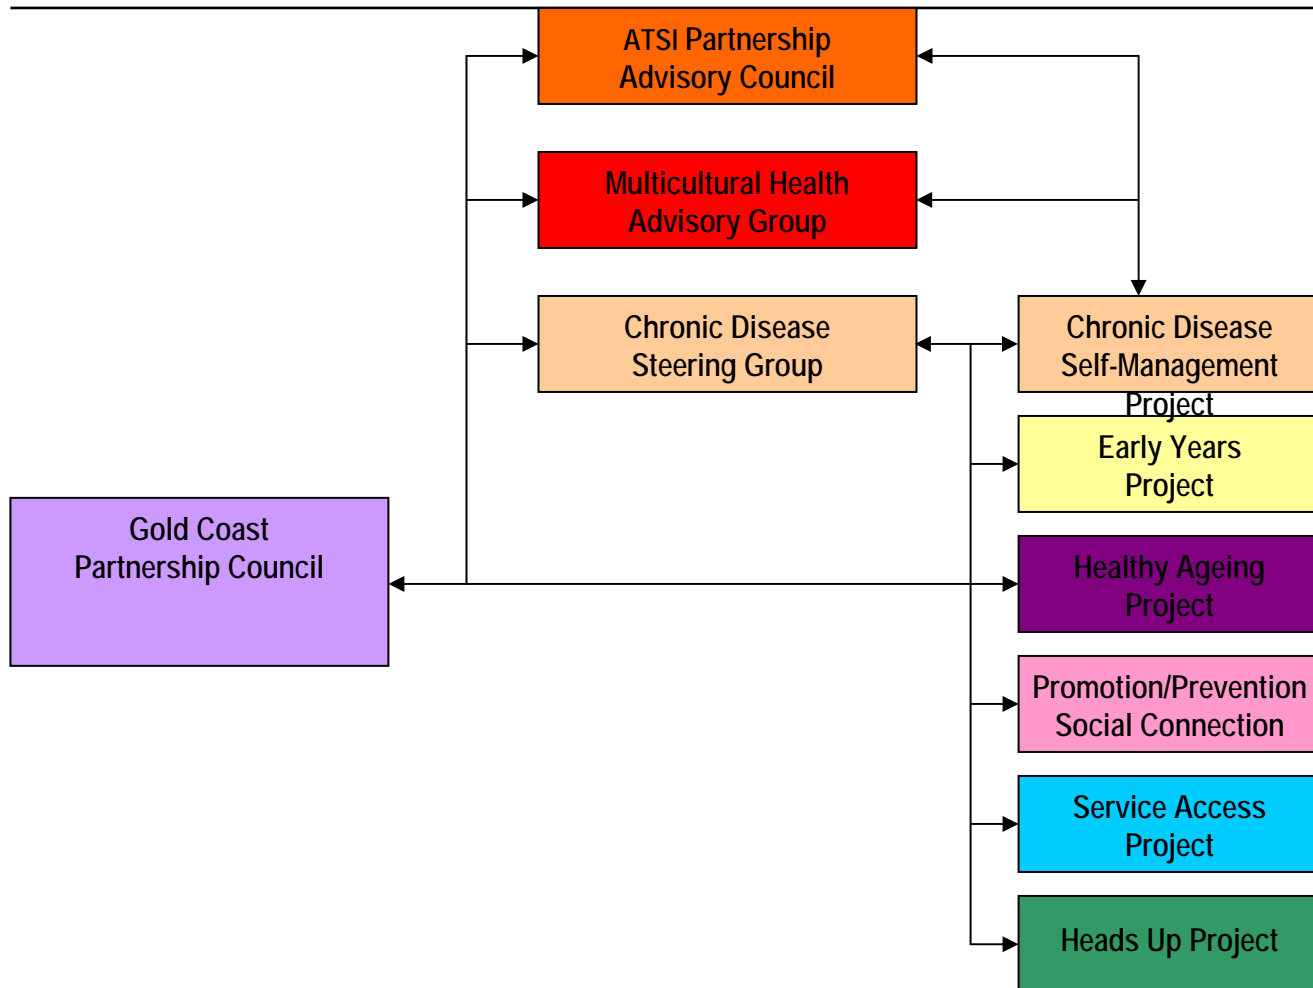 ATSI Partnership
Advisory Council
Multicultural Health
Advisory Group
Chronic Disease
Steering Group
Chronic Disease
Self-Management
Project
Early Years
Project
Gold Coast
Partnership Council
Healthy Ageing
Project
Promotion/Prevention
Social Connection
Service Access
Project
Heads Up Project